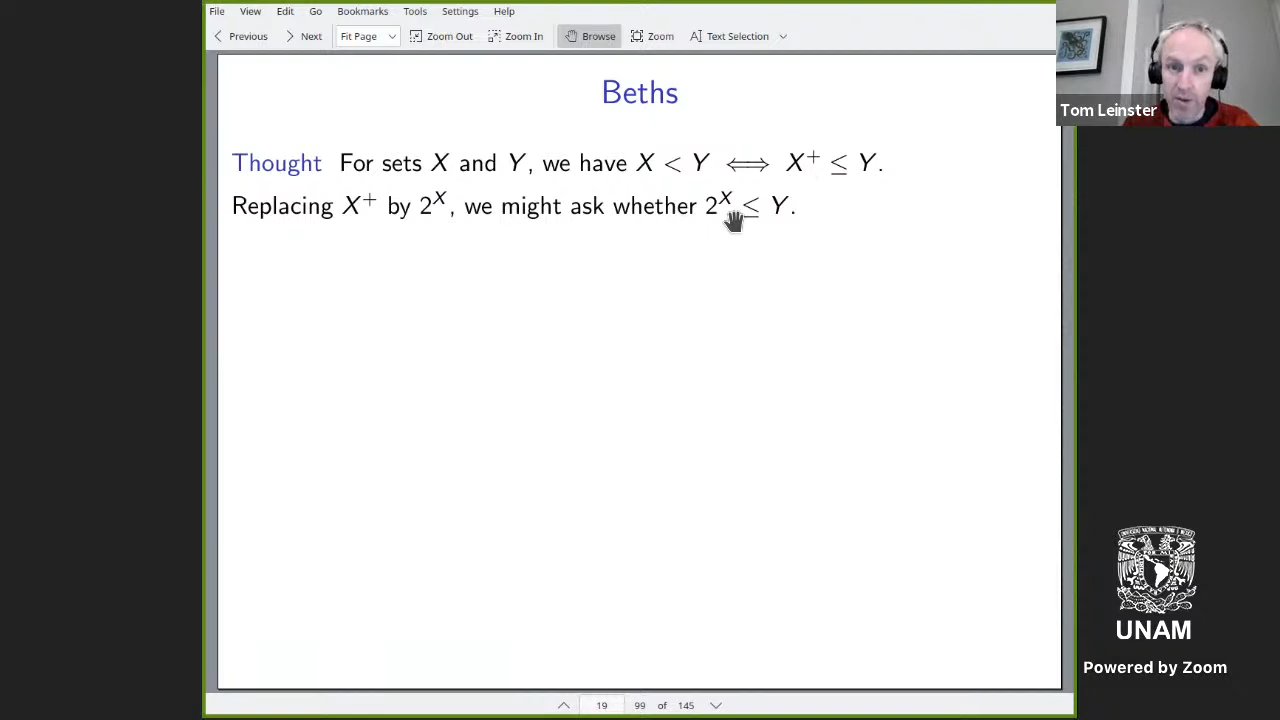 File View Edit Go Bookmarks Tools Settings Help
Previous Next Fit Page Zoom Out Zoom In Browse Zoom Text Selection
Tom Leinster
Beths
Thought For sets X and Y, we have X < Y ⟺ X⁺ ≤ Y.
Replacing X⁺ by 2^X, we might ask whether 2^X ≤ Y.
UNAM
Powered by Zoom
19 99 of 145